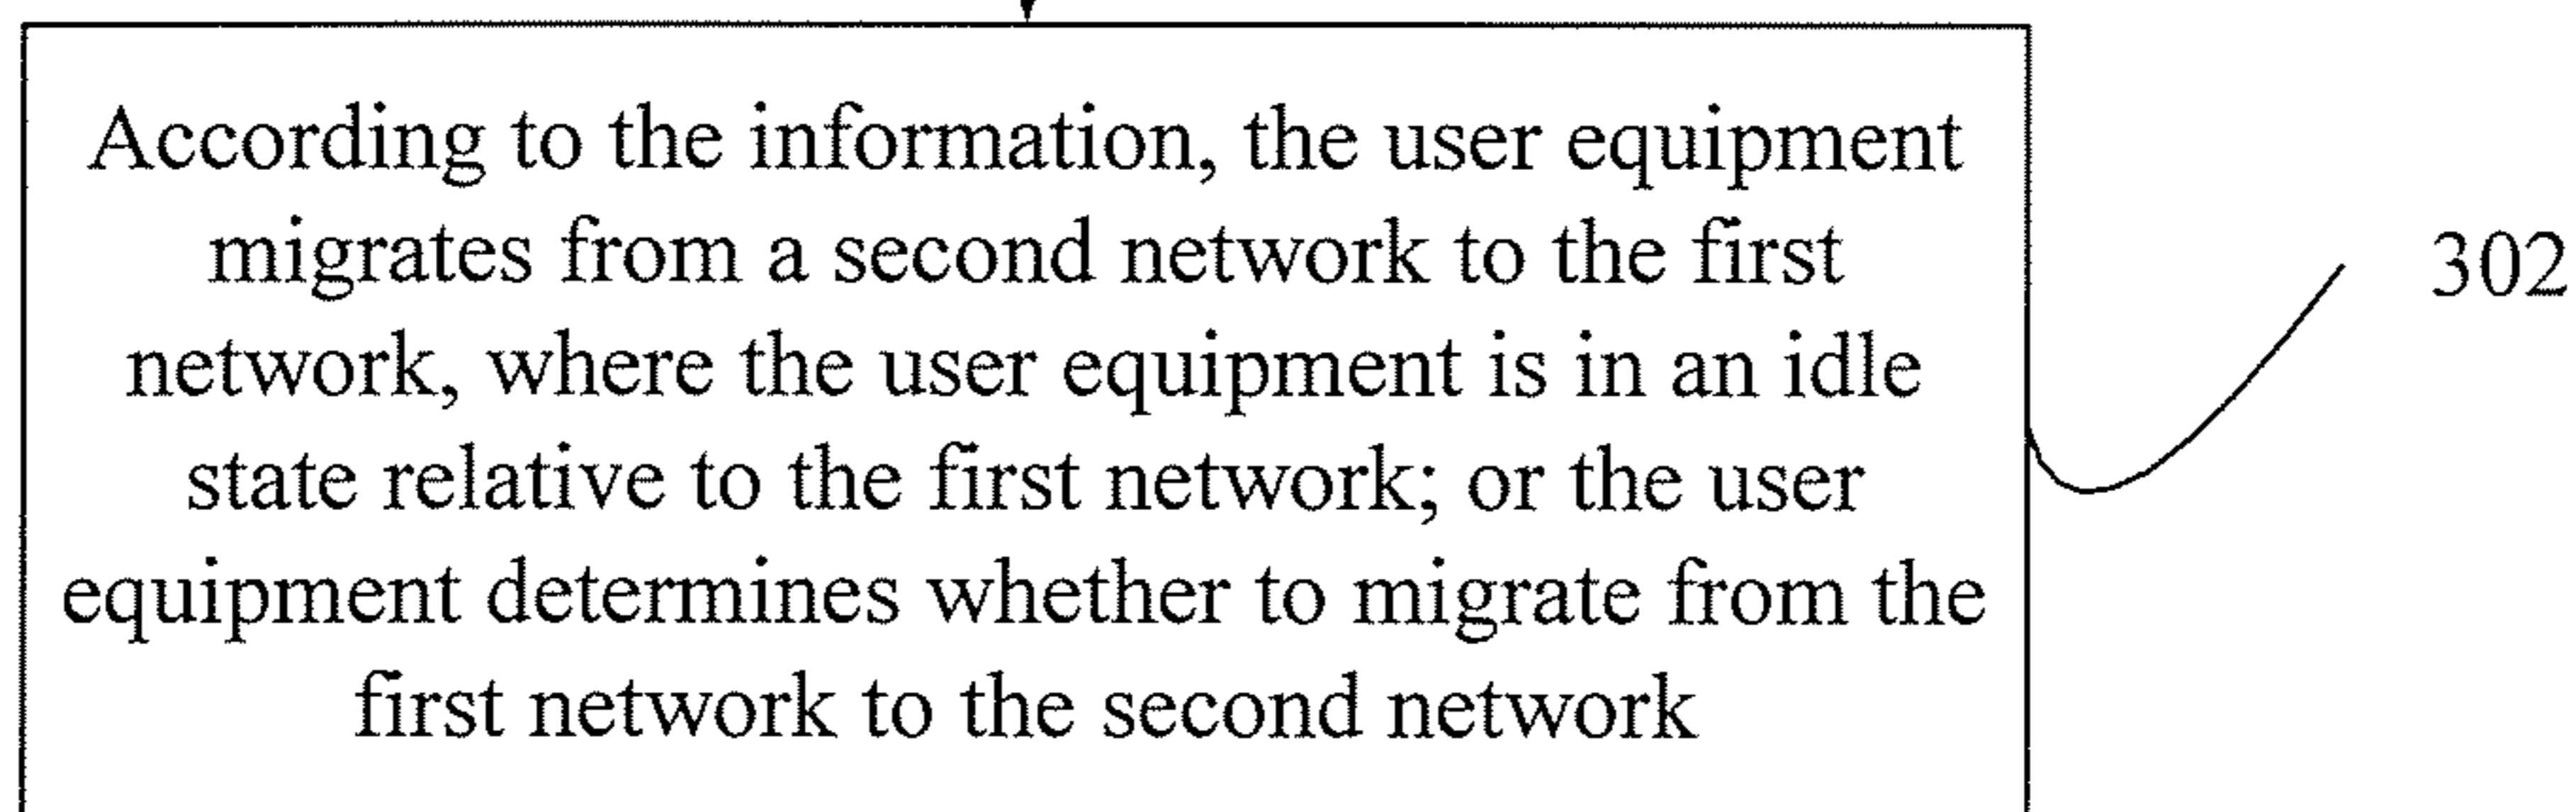 According to the information, the user equipment
migrates from a second network to the first
network, where the user equipment is in an idle
state relative to the first network; or the user
equipment determines whether to migrate from the
first network to the second network
302